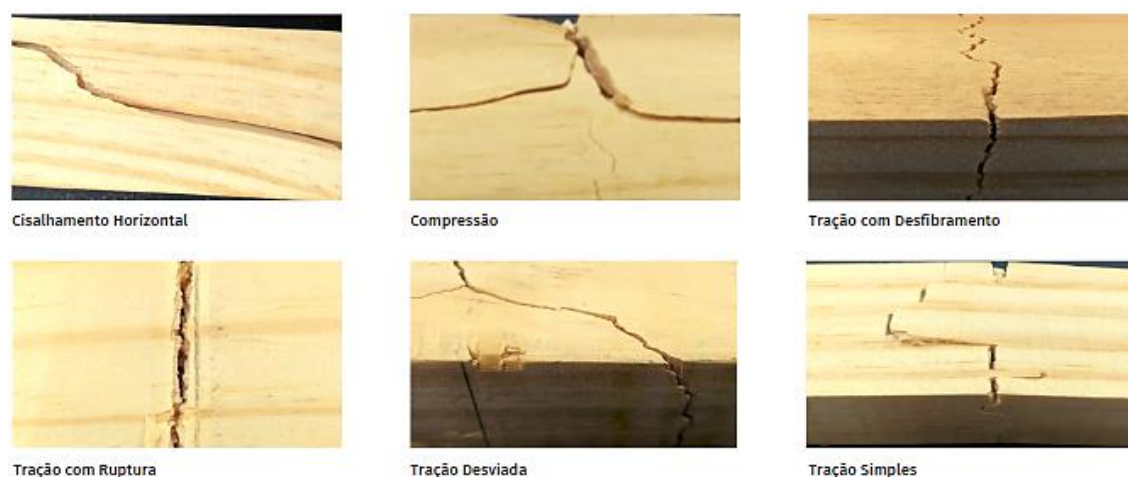 Cisalhamento Horizontal
Compressão
Tração com Desfibramento
Tração com Ruptura
Tração Desviada
Tração Simples